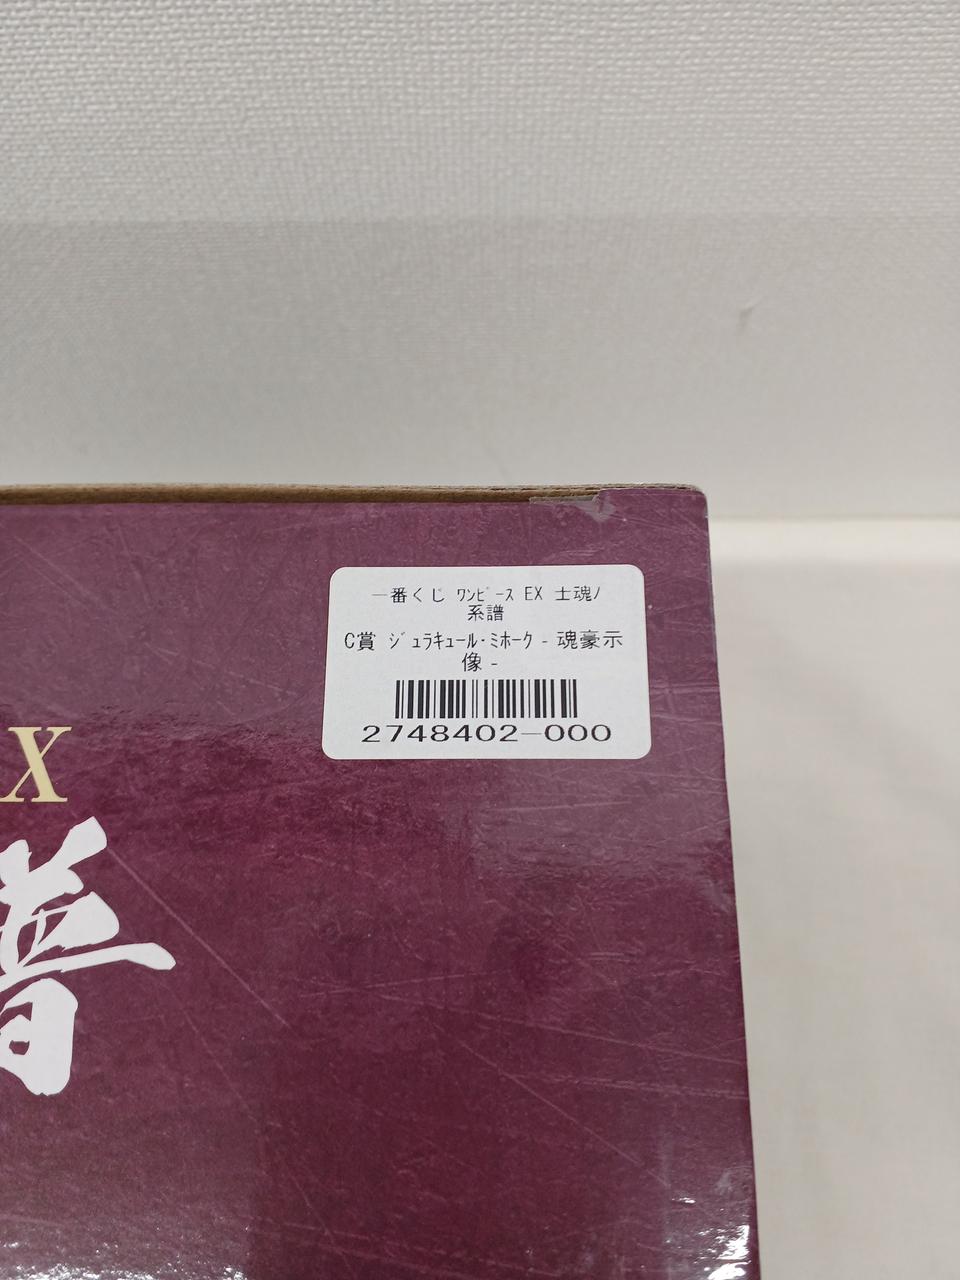 一番くじ ﾜﾝﾋﾟｰｽ EX 士魂ﾉ
系譜
C賞 ｼﾞｭﾗｷｭｰﾙ･ﾐﾎｰｸ - 魂豪示
像 -
2748402-000
X
譜